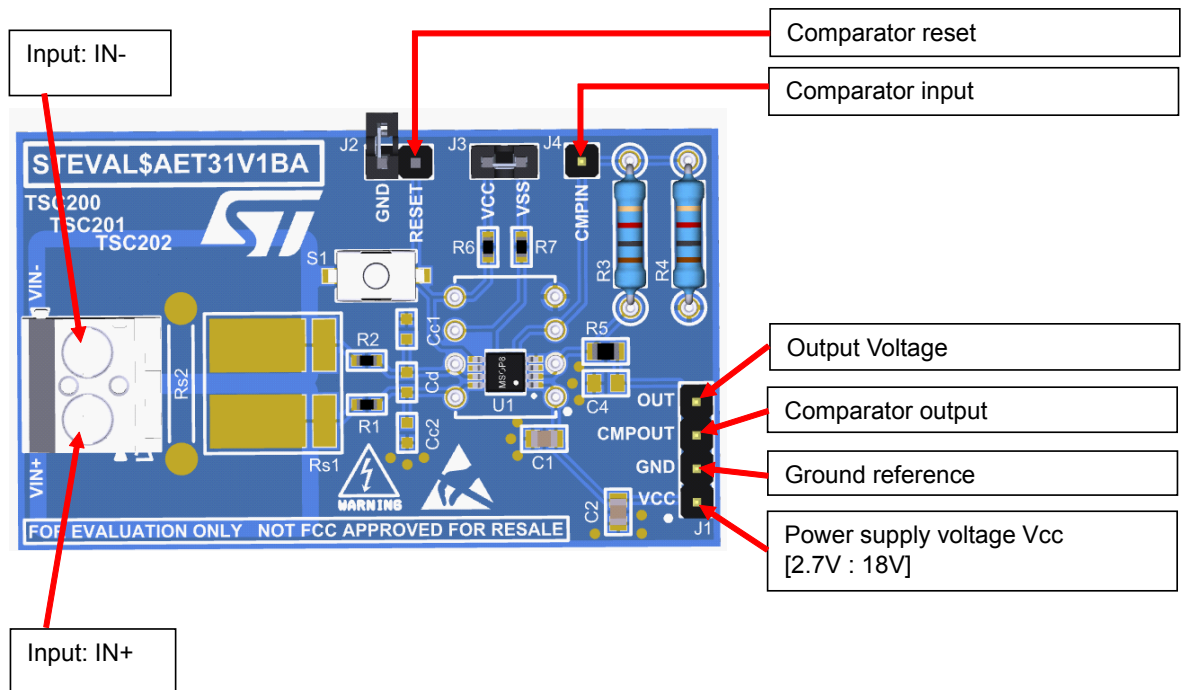 Input: IN-
Comparator reset
Comparator input
STEVAL$AET31V1BA
TSC200
TSC201
TSC202
ST
J2
GND
RESET
J3
VCC
VSS
J4
CMPIN
R6
R7
R3
R4
S1
VIN-
VIN+
Rs2
Rs1
R2
R1
Cc1
Cd
Cc2
MSOP8
U1
R5
C4
C1
C2
OUT
CMPOUT
GND
VCC
J1
WARNING
FOR EVALUATION ONLY NOT FCC APPROVED FOR RESALE
Output Voltage
Comparator output
Ground reference
Power supply voltage Vcc
[2.7V : 18V]
Input: IN+